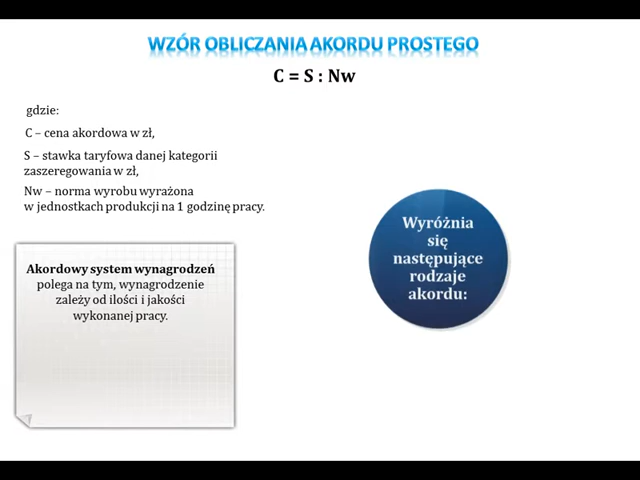 WZÓR OBLICZANIA AKORDU PROSTEGO
C = S : Nw
gdzie:
C – cena akordowa w zł,
S – stawka taryfowa danej kategorii
zaszeregowania w zł,
Nw – norma wyrobu wyrażona
w jednostkach produkcji na 1 godzinę pracy.
Akordowy system wynagrodzeń
polega na tym, wynagrodzenie
zależy od ilości i jakości
wykonanej pracy.
Wyróżnia
się
następujące
rodzaje
akordu: